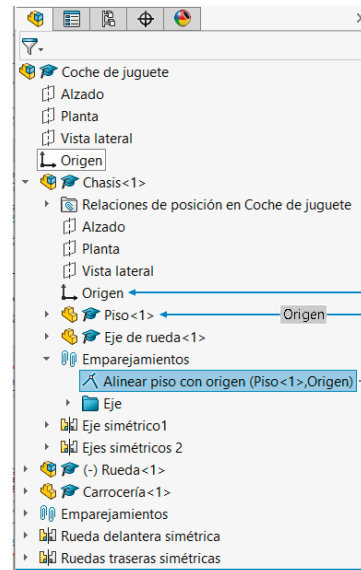 Coche de juguete
Alzado
Planta
Vista lateral
Origen
Chasis<1>
Relaciones de posición en Coche de juguete
Alzado
Planta
Vista lateral
Origen
Piso<1> Origen
Eje de rueda<1>
Emparejamientos
Alinear piso con origen (Piso<1>,Origen)
Eje
Eje simétrico1
Ejes simétricos 2
(-) Rueda<1>
Carrocería<1>
Emparejamientos
Rueda delantera simétrica
Ruedas traseras simétricas